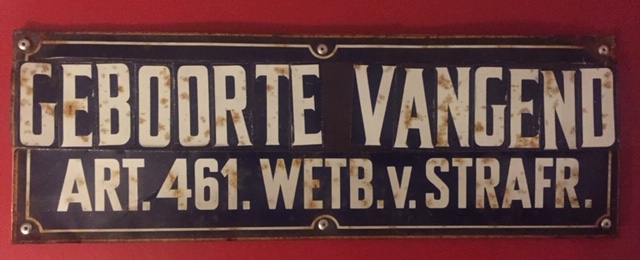 GEBOORTE VANGEND
ART. 461. WETB. v. STRAFR.